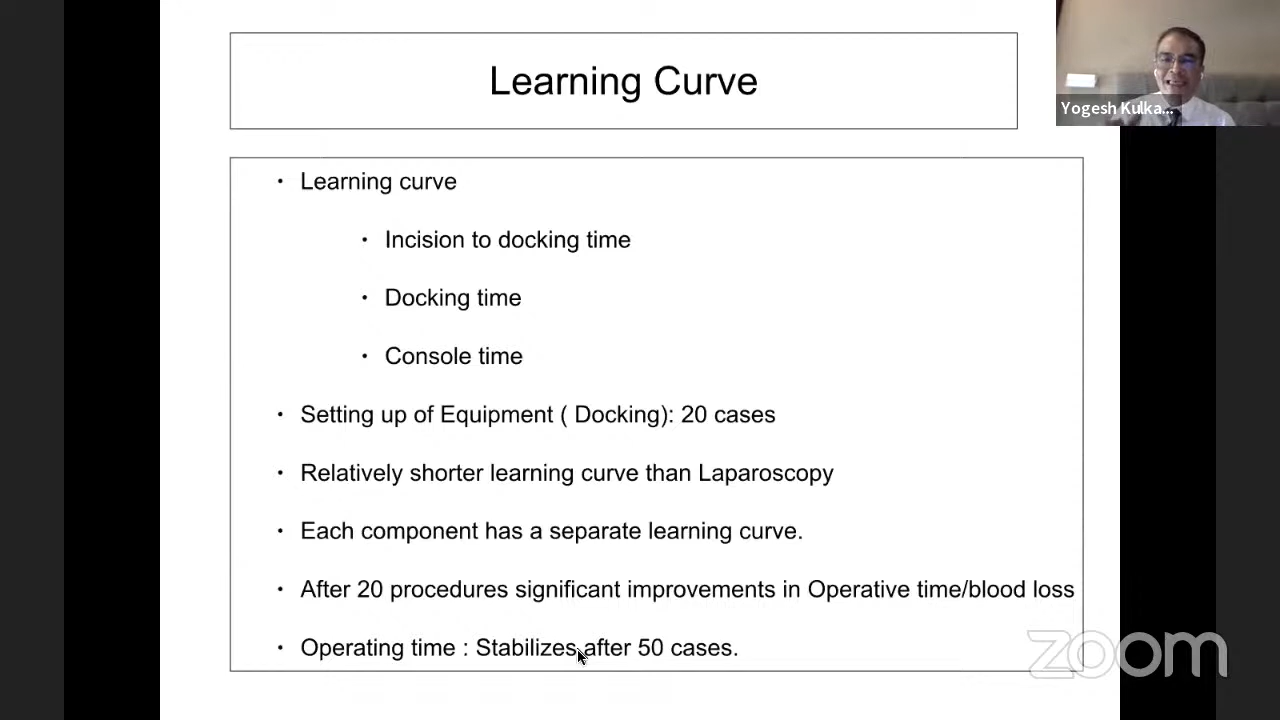 Learning Curve
Yogesh Kulka...
• Learning curve
• Incision to docking time
• Docking time
• Console time
• Setting up of Equipment ( Docking): 20 cases
• Relatively shorter learning curve than Laparoscopy
• Each component has a separate learning curve.
• After 20 procedures significant improvements in Operative time/blood loss
• Operating time : Stabilizes after 50 cases.
zoom